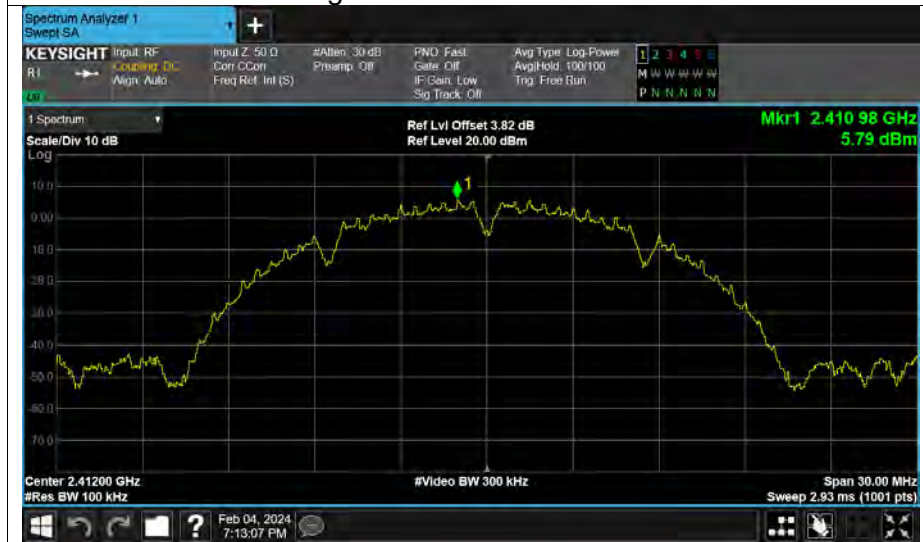 Spectrum Analyzer 1
Swept SA
+
KEYSIGHT Input: RF Input Z: 50 Ω #Atten: 30 dB PNO: Fast Avg Type: Log-Power 1 2 3 4 5 6
Coupling: DC Corr CCorr Preamp: Off Gate: Off Avg|Hold: 100/100 M W W W W W
Align: Auto Freq Ref: Int (S) IF Gain: Low Trig: Free Run
Sig Track: Off P N N N N N
1 Spectrum Ref Lvl Offset 3.82 dB Mkr1 2.410 98 GHz
Scale/Div 10 dB Ref Level 20.00 dBm 5.79 dBm
Log
1
10.0
0.00
-10.0
-20.0
-30.0
-40.0
-50.0
-60.0
-70.0
Center 2.41200 GHz #Video BW 300 kHz Span 30.00 MHz
#Res BW 100 kHz Sweep 2.93 ms (1001 pts)
? Feb 04, 2024
7:13:07 PM